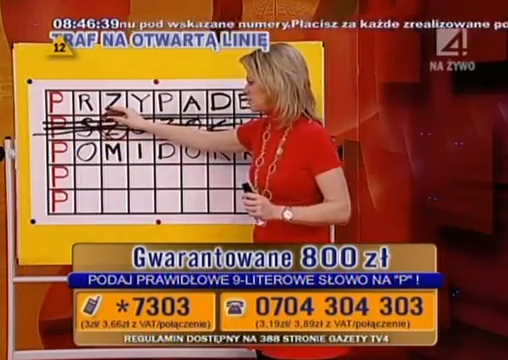 08:46:39 nu pod wskazane numery.Płacisz za każde zrealizowane po
TRAF NA OTWARTĄ LINIĘ
12
4!
NA ŻYWO
PRZYPADE
P
POMIDOR
P
P
Gwarantowane 800 zł
PODAJ PRAWIDŁOWE 9-LITEROWE SŁOWO NA "P" !
*7303
(3zł/ 3,66zł z VAT/połączenie)
0704 304 303
(3,19zł/ 3,89zł z VAT/połączenie)
REGULAMIN DOSTĘPNY NA 388 STRONIE GAZETY TV4